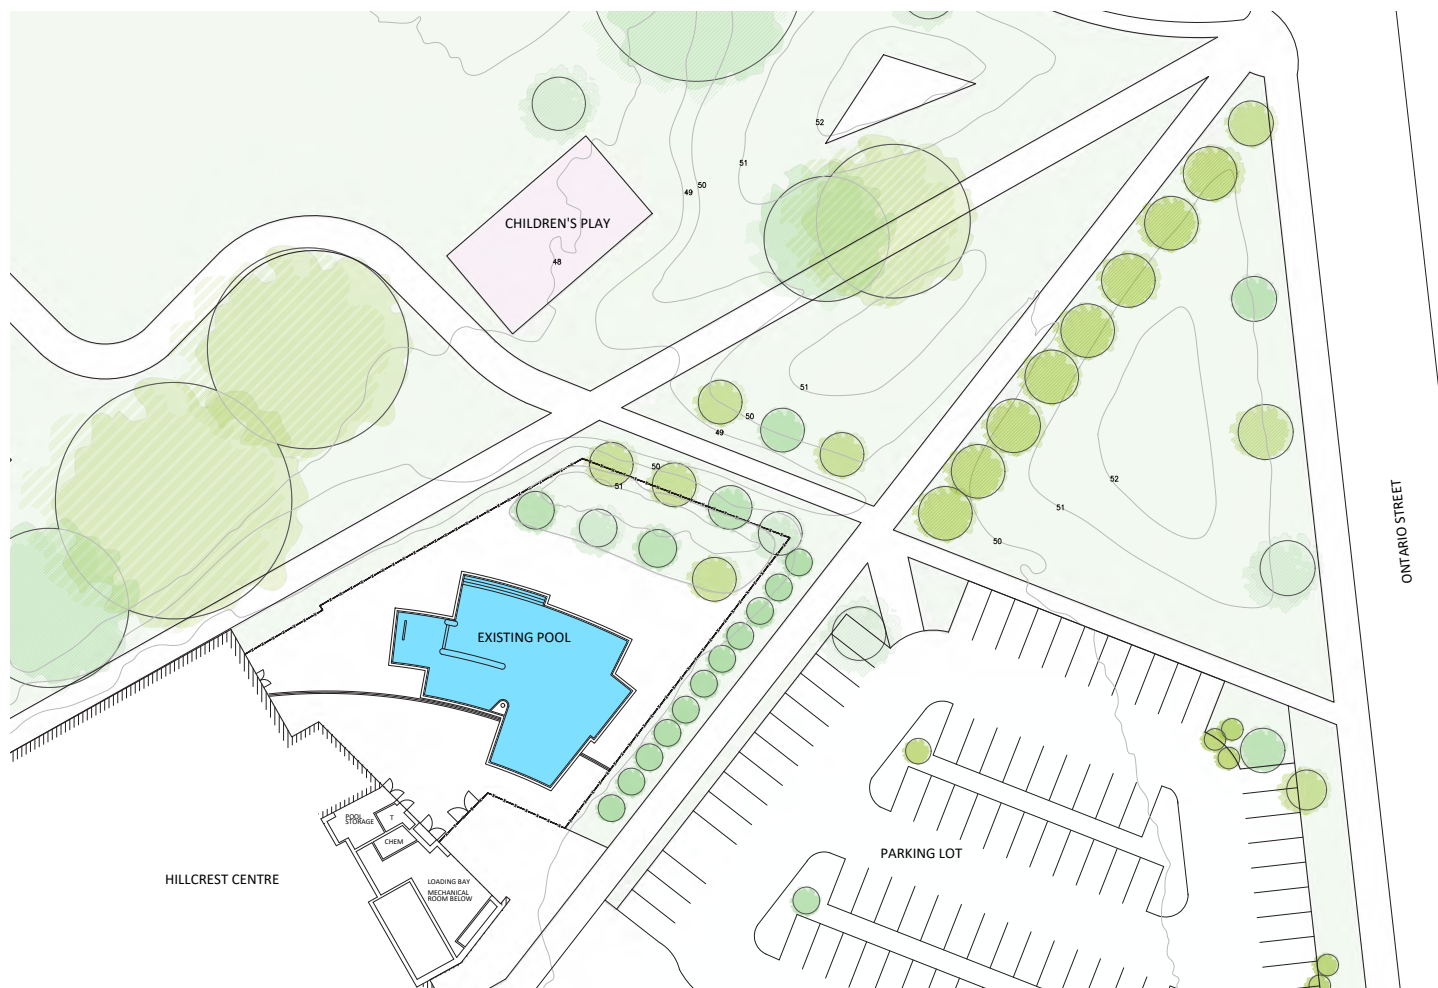 52
51
50
49
CHILDREN'S PLAY
48
51
50
49
50
51
52
51
50
ONTARIO STREET
EXISTING POOL
POOL
STORAGE
T
CHEM
PARKING LOT
HILLCREST CENTRE
LOADING BAY
MECHANICAL
ROOM BELOW